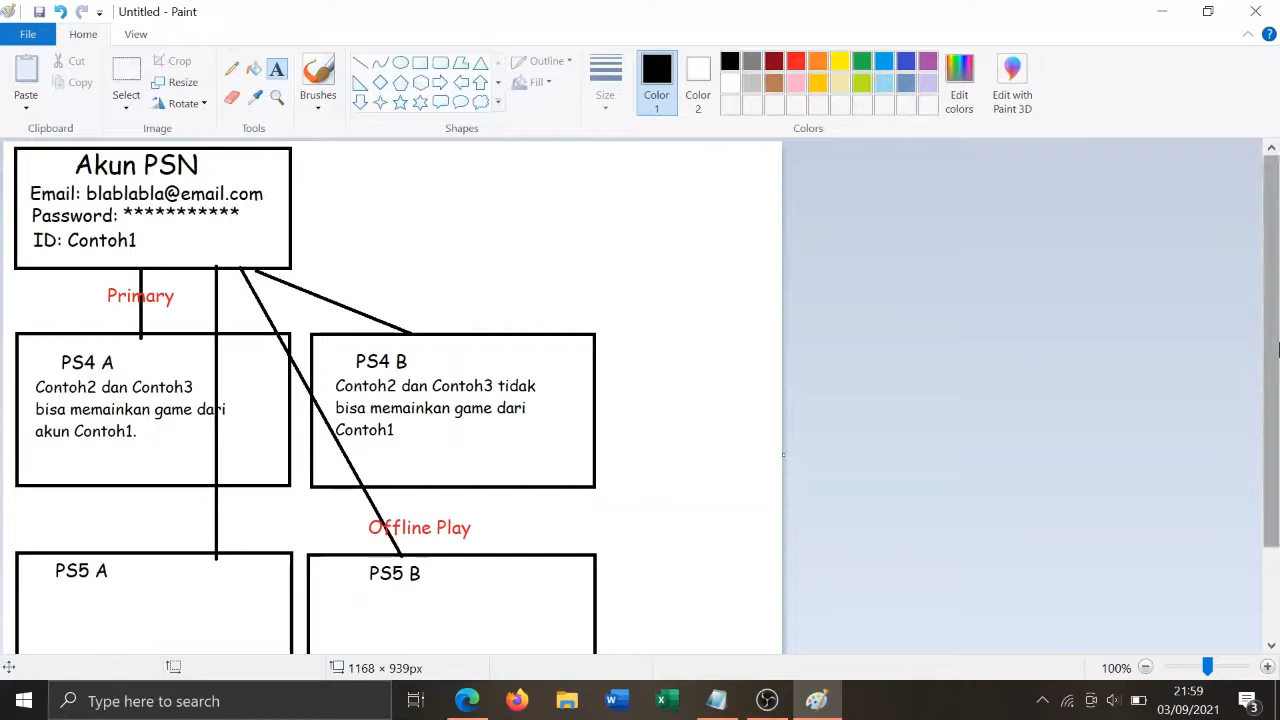 Untitled - Paint
File
Home
View
Paste
Cut
Copy
Clipboard
Select
Crop
Resize
Rotate
Image
Tools
Brushes
Shapes
Outline
Fill
Size
Color 1
Color 2
Colors
Edit colors
Edit with Paint 3D
Akun PSN
Email: blablabla@email.com
Password: ***********
ID: Contoh1
Primary
PS4 A
Contoh2 dan Contoh3
bisa memainkan game dari
akun Contoh1.
PS4 B
Contoh2 dan Contoh3 tidak
bisa memainkan game dari
Contoh1
Offline Play
PS5 A
PS5 B
1168 × 939px
100%
Type here to search
21:59
03/09/2021
3